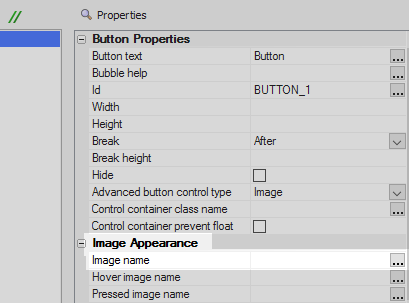 //
Properties
Button Properties
Button text Button ...
Bubble help ...
Id BUTTON_1 ...
Width
Height
Break After
Break height
Hide
Advanced button control type Image
Control container class name ...
Control container prevent float
Image Appearance
Image name ...
Hover image name ...
Pressed image name ...